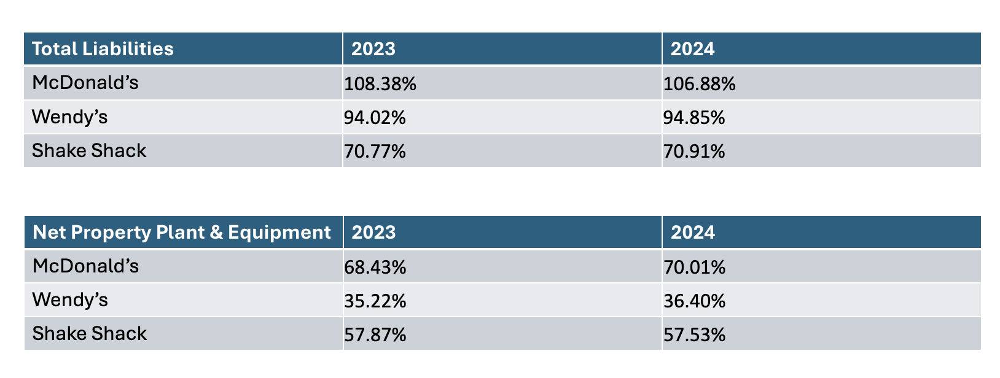 Total Liabilities 2023 2024
McDonald’s 108.38% 106.88%
Wendy’s 94.02% 94.85%
Shake Shack 70.77% 70.91%
Net Property Plant & Equipment 2023 2024
McDonald’s 68.43% 70.01%
Wendy’s 35.22% 36.40%
Shake Shack 57.87% 57.53%